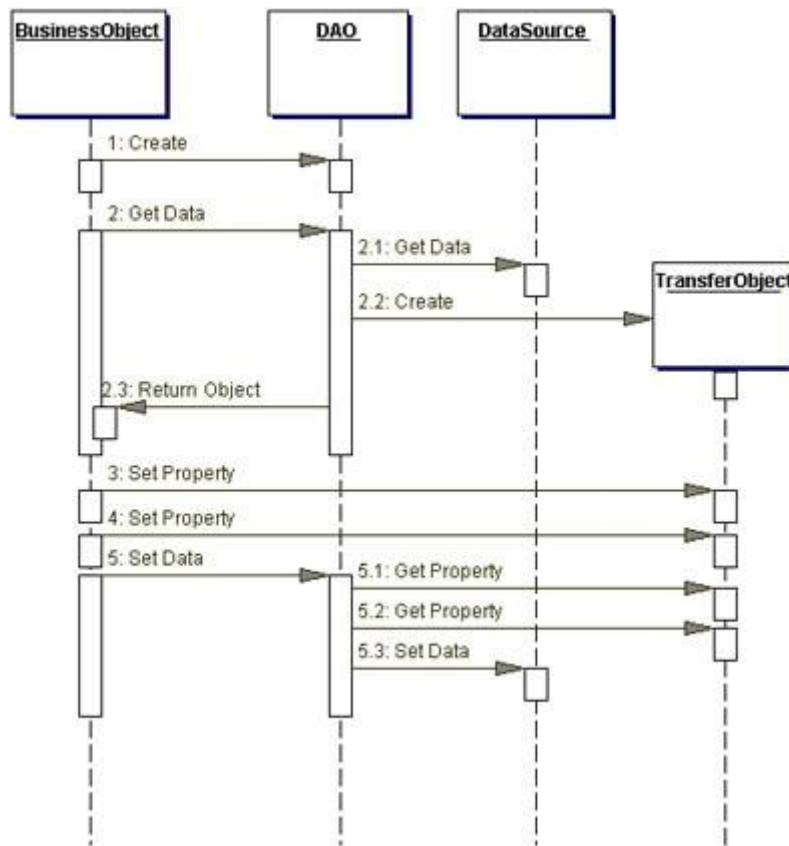 BusinessObject
DAO
DataSource
1: Create
2: Get Data
2.1: Get Data
TransferObject
2.2: Create
2.3: Return Object
3: Set Property
4: Set Property
5: Set Data
5.1: Get Property
5.2: Get Property
5.3: Set Data